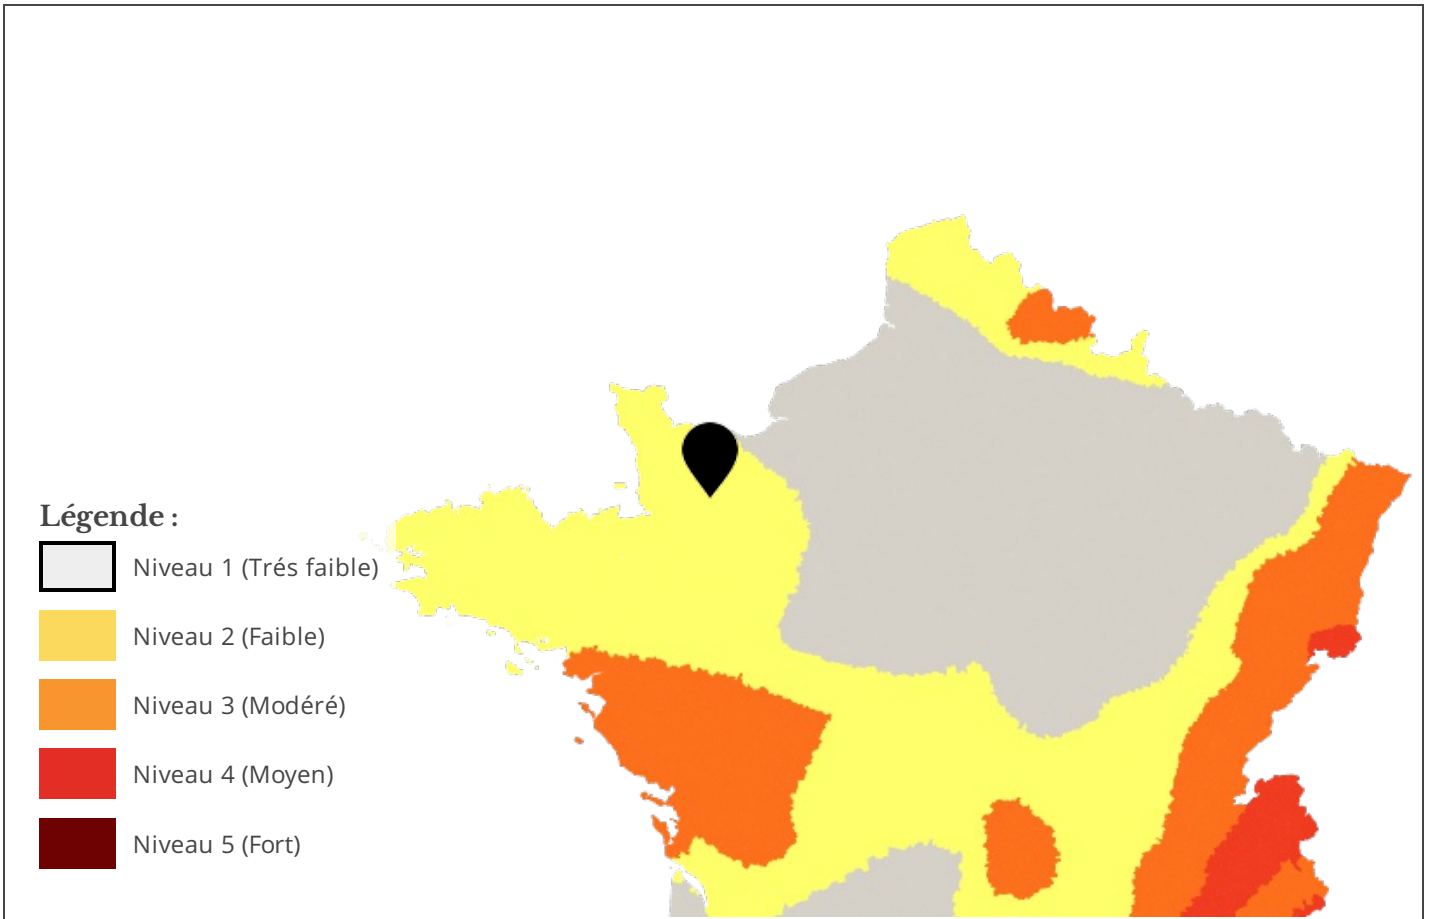 Légende :
Niveau 1 (Trés faible)
Niveau 2 (Faible)
Niveau 3 (Modéré)
Niveau 4 (Moyen)
Niveau 5 (Fort)